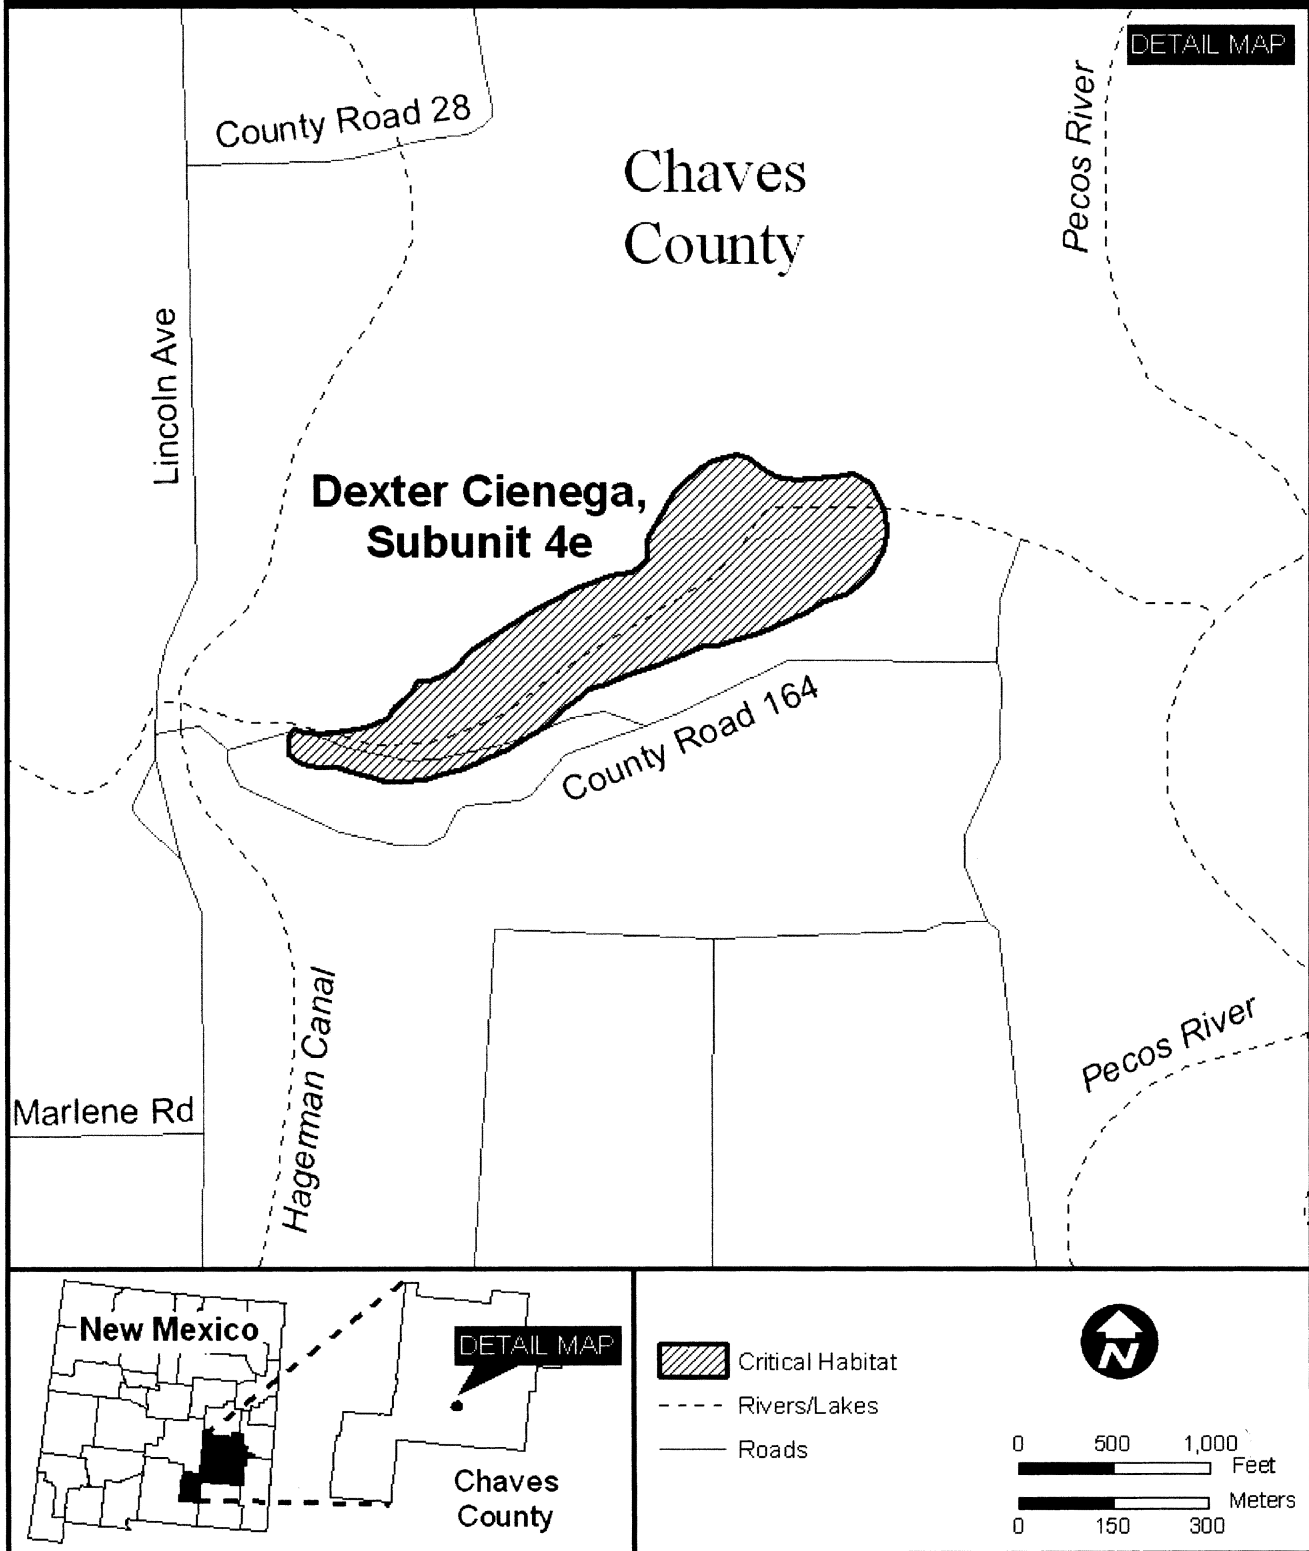 DETAIL MAP
County Road 28
Pecos River
Chaves
County
Lincoln Ave
Dexter Cienega,
Subunit 4e
County Road 164
Hagerman Canal
Pecos River
Marlene Rd
New Mexico
DETAIL MAP
Chaves
County
Critical Habitat
Rivers/Lakes
Roads
N
0 500 1,000
Feet
Meters
0 150 300